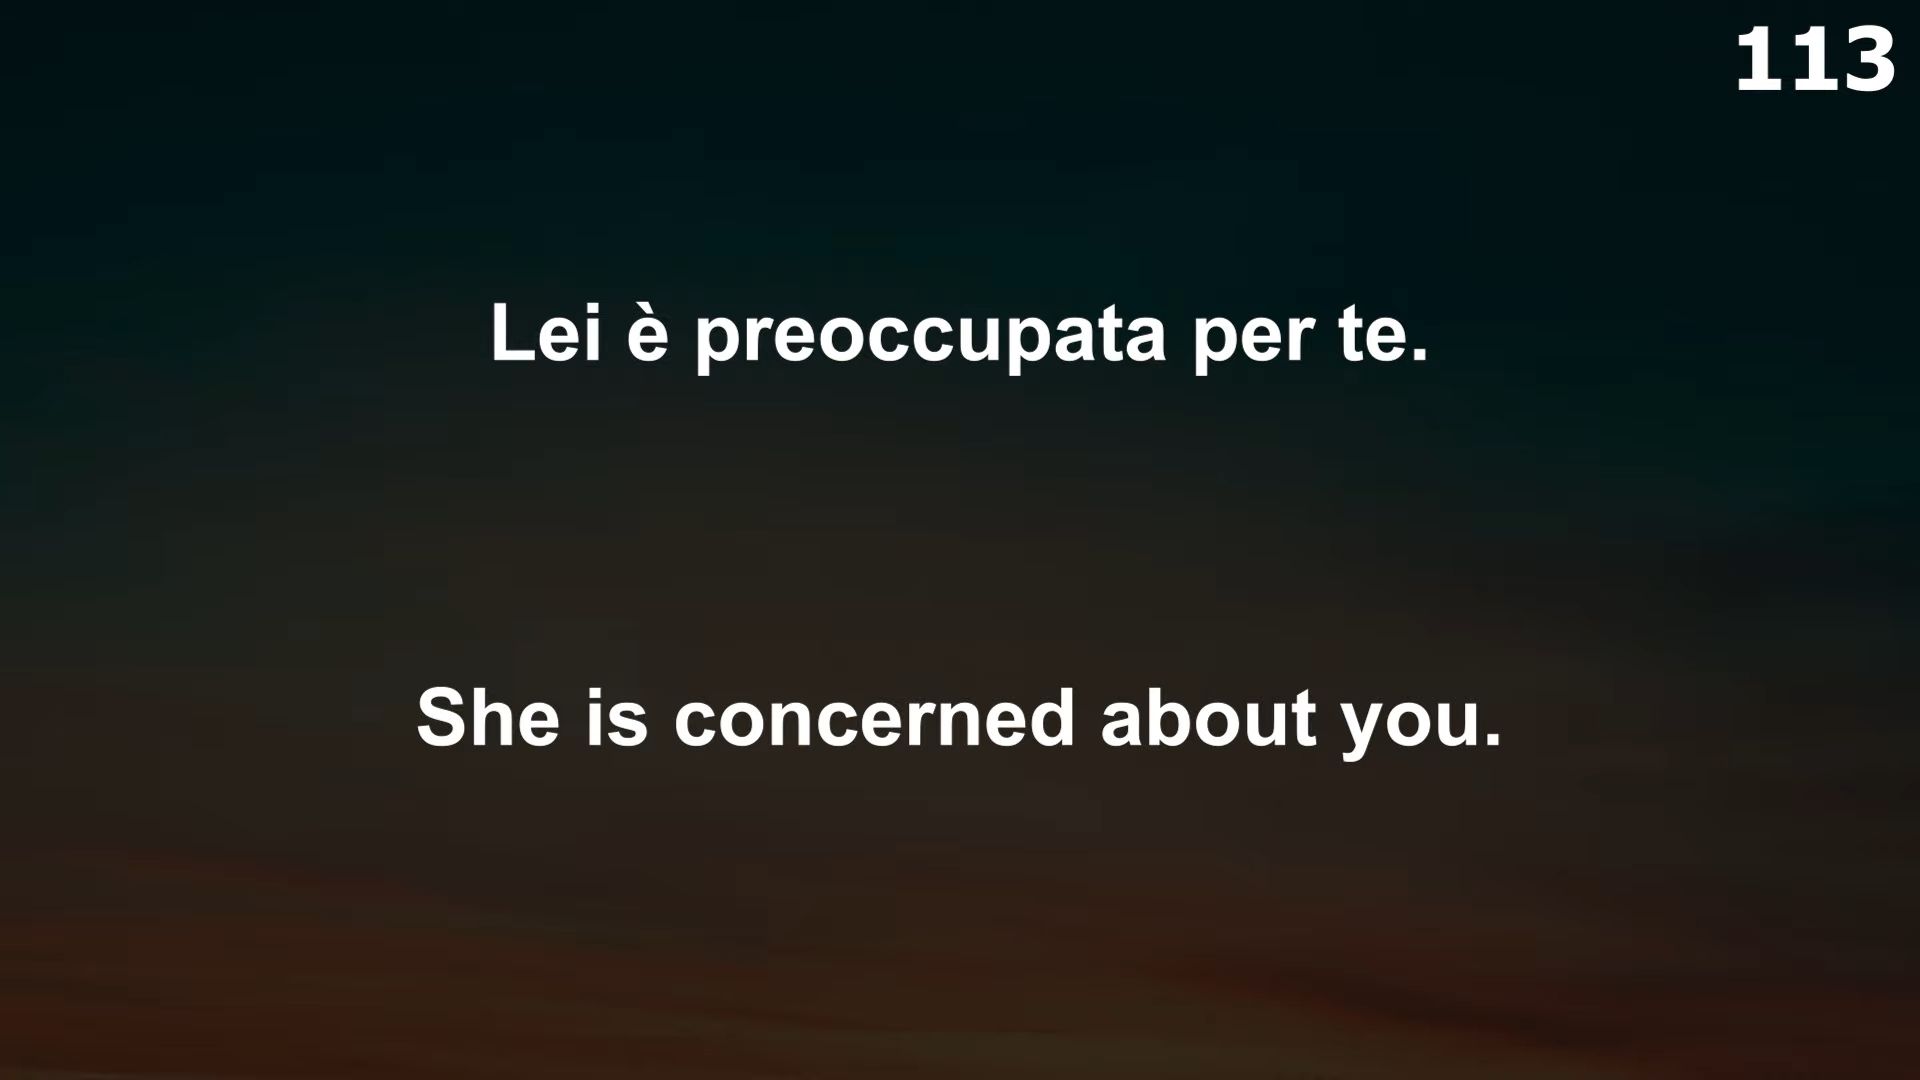 113
Lei è preoccupata per te.
She is concerned about you.